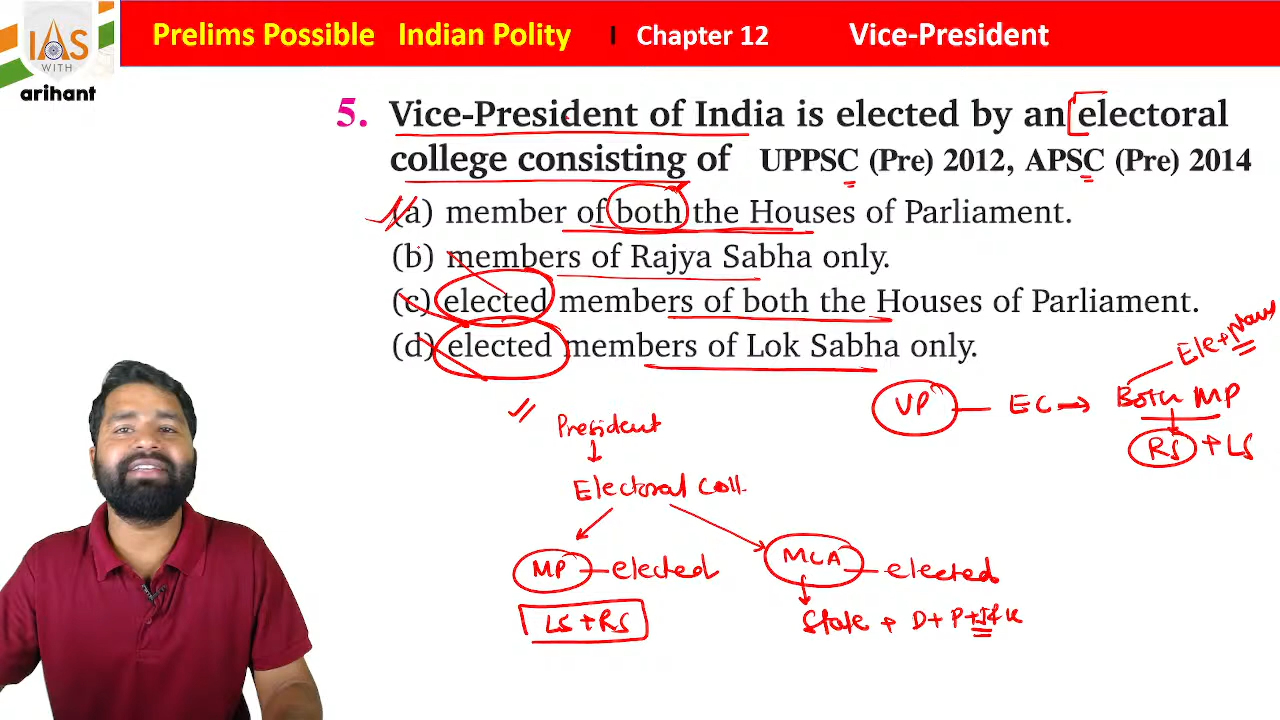 IAS
WITH
arihant
Prelims Possible Indian Polity | Chapter 12 Vice-President
5. Vice-President of India is elected by an electoral
college consisting of UPPSC (Pre) 2012, APSC (Pre) 2014
(a) member of both the Houses of Parliament.
(b) members of Rajya Sabha only.
(c) elected members of both the Houses of Parliament.
(d) elected members of Lok Sabha only.
Ele+Nom
VP — EC → Both MP
RS + LS
President
Electoral Coll.
MP — elected
MLA — elected
LS + RS
State + D + P + J&K